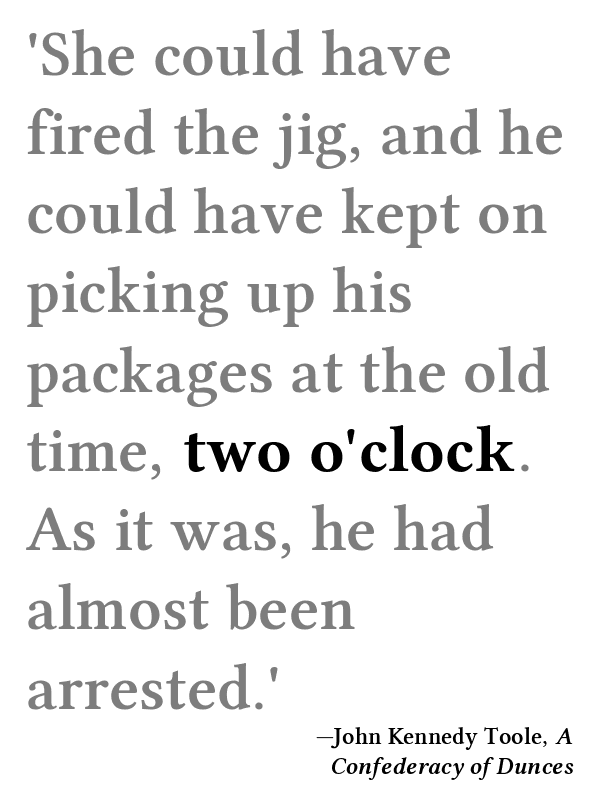 'She could have
fired the jig, and he
could have kept on
picking up his
packages at the old
time, two o'clock.
As it was, he had
almost been
arrested.'
—John Kennedy Toole, A
Confederacy of Dunces